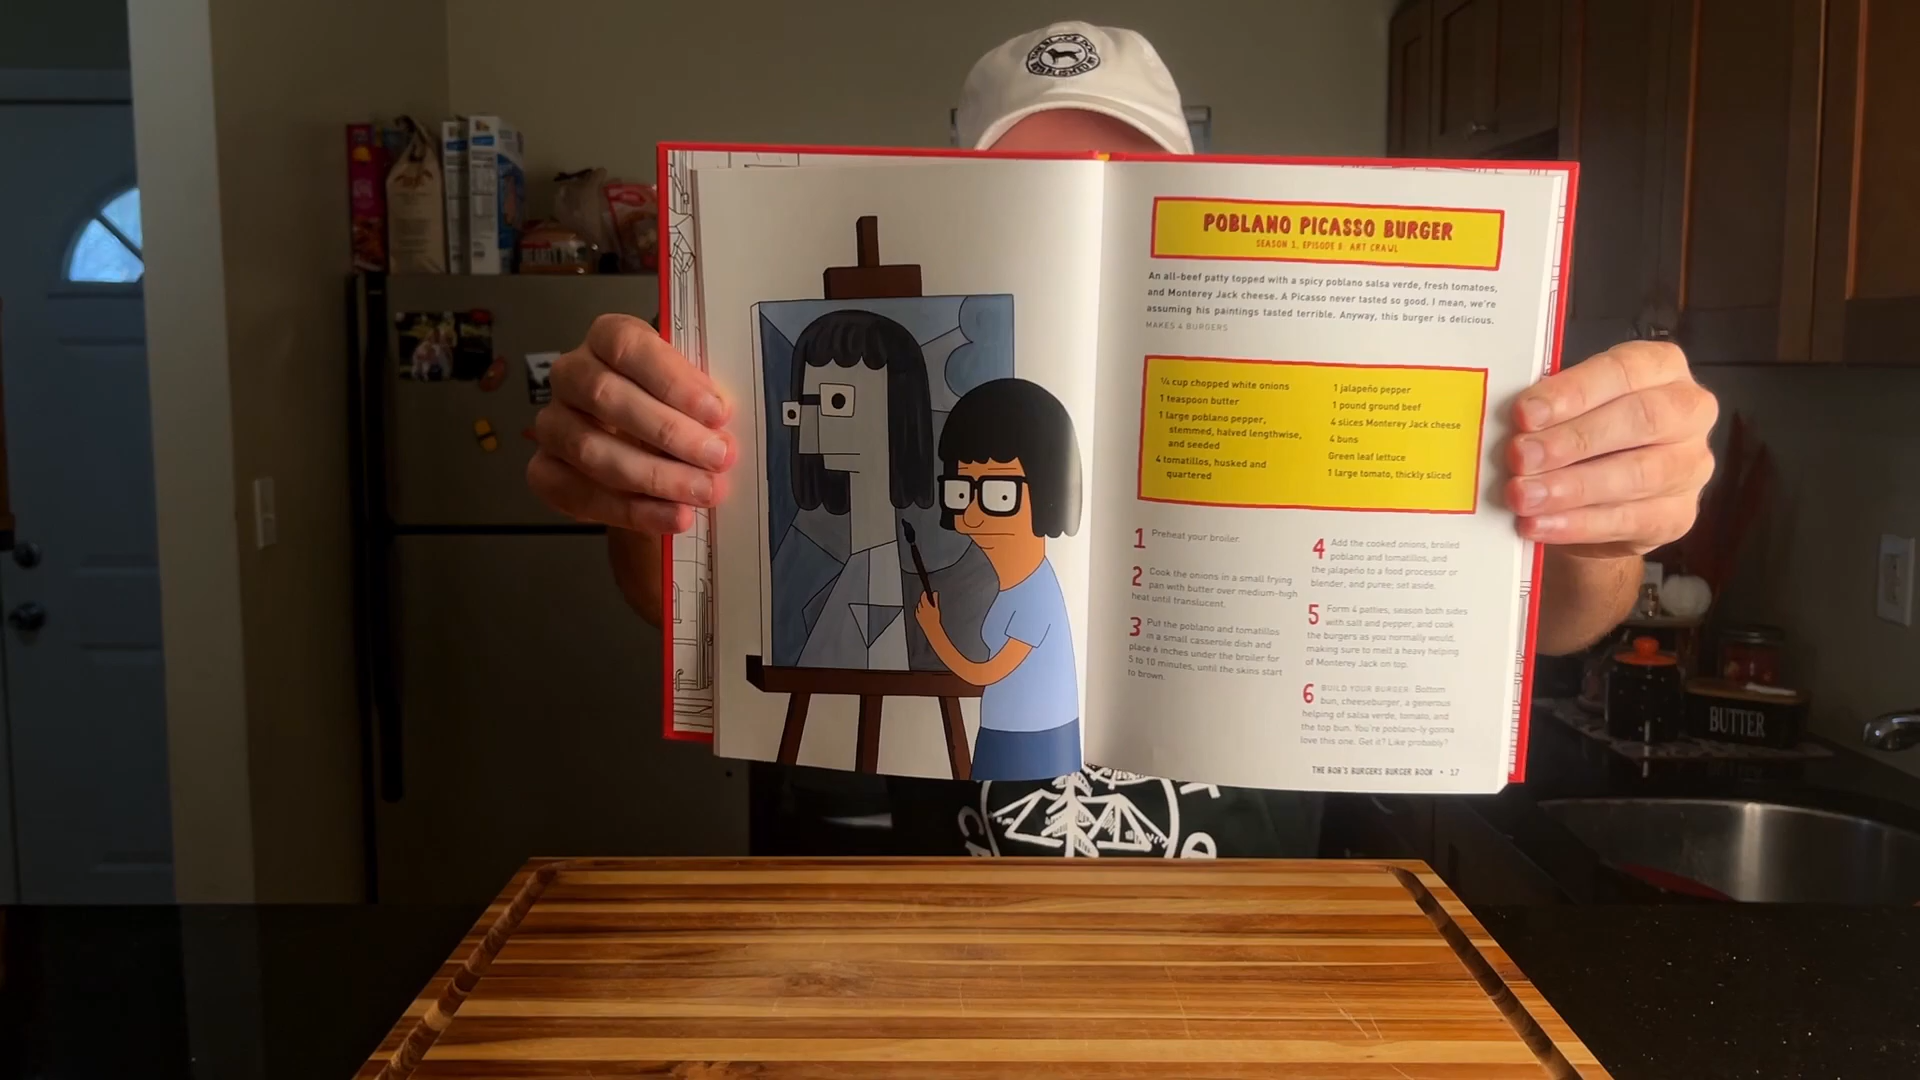 POBLANO PICASSO BURGER
SEASON 1, EPISODE 8 ART CRAWL
An all-beef patty topped with a spicy poblano salsa verde, fresh tomatoes,
and Monterey Jack cheese. A Picasso never tasted so good. I mean, we're
assuming his paintings tasted terrible. Anyway, this burger is delicious.
MAKES 4 BURGERS
¼ cup chopped white onions
1 teaspoon butter
1 large poblano pepper,
stemmed, halved lengthwise,
and seeded
4 tomatillos, husked and
quartered
1 jalapeño pepper
1 pound ground beef
4 slices Monterey Jack cheese
4 buns
Green leaf lettuce
1 large tomato, thickly sliced
1 Preheat your broiler.
2 Cook the onions in a small frying
pan with butter over medium-high
heat until translucent.
3 Put the poblano and tomatillos
in a small casserole dish and
place 6 inches under the broiler for
5 to 10 minutes, until the skins start
to brown.
4 Add the cooked onions, broiled
poblano and tomatillos, and
the jalapeño to a food processor or
blender, and puree; set aside.
5 Form 4 patties, season both sides
with salt and pepper, and cook
the burgers as you normally would,
making sure to melt a heavy helping
of Monterey Jack on top.
6 BUILD YOUR BURGER: Bottom
bun, cheeseburger, a generous
helping of salsa verde, tomato, and
the top bun. You're poblano-ly gonna
love this one. Get it? Like probably?
THE BOB'S BURGERS BURGER BOOK • 17
BUTTER